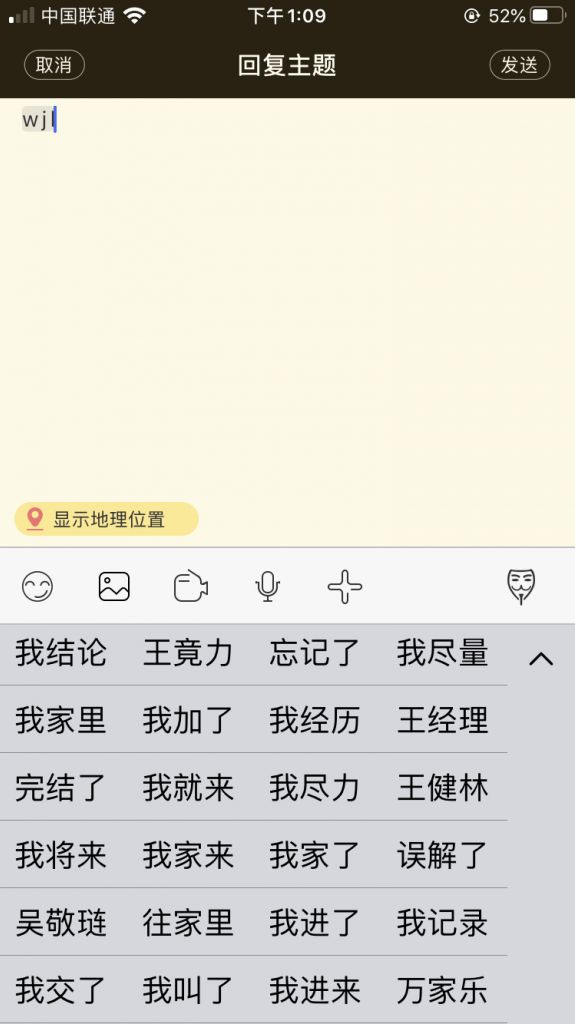 中国联通 下午1:09 52%
取消 回复主题 发送
wjl
显示地理位置
我结论 王竟力 忘记了 我尽量
我家里 我加了 我经历 王经理
完结了 我就来 我尽力 王健林
我将来 我家来 我家了 误解了
吴敬琏 往家里 我进了 我记录
我交了 我叫了 我进来 万家乐